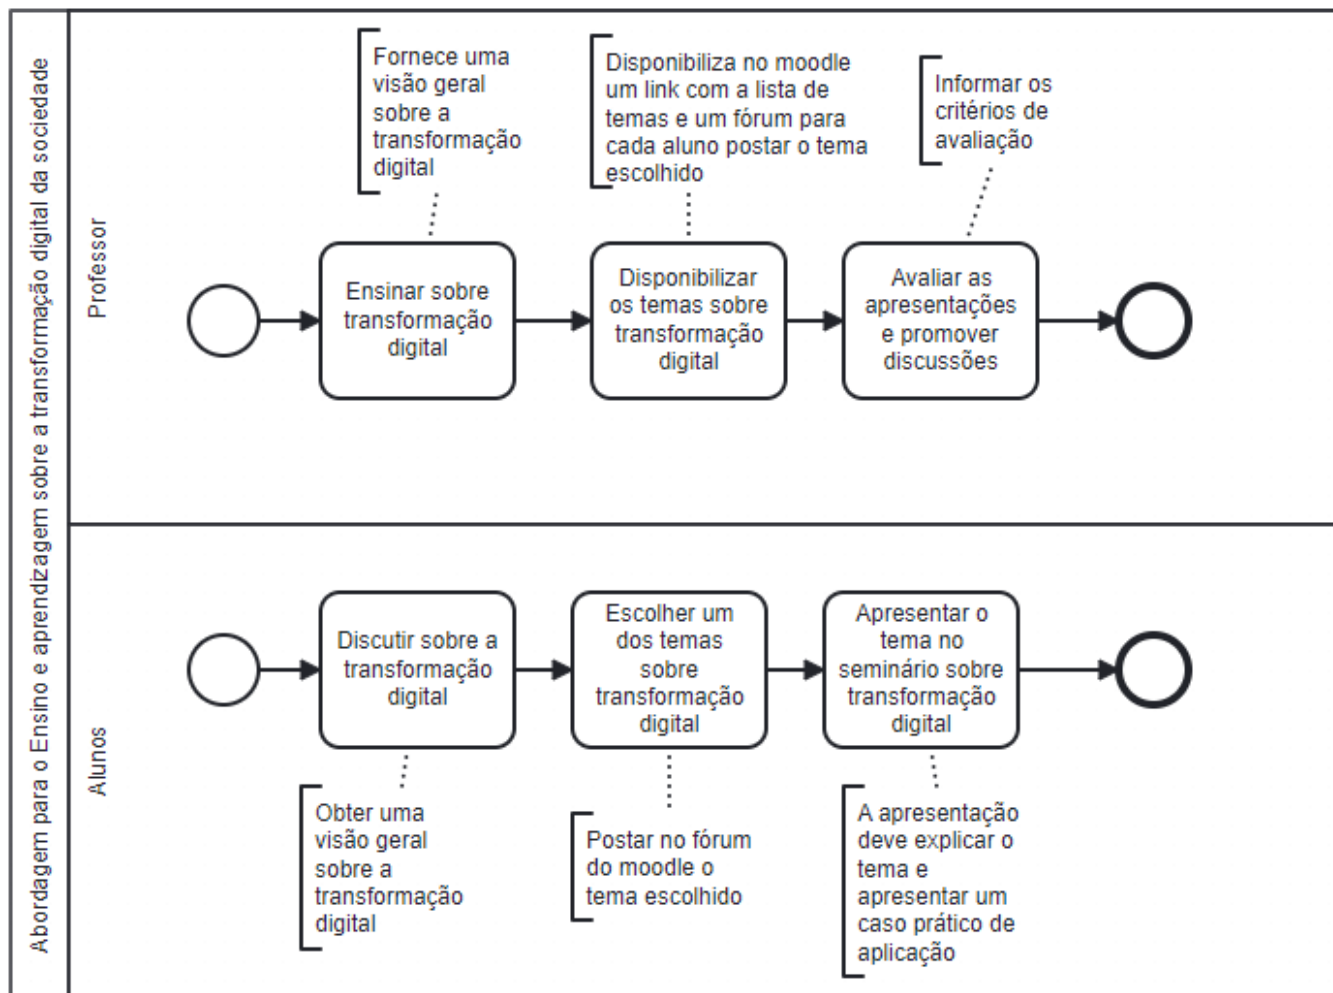 Abordagem para o Ensino e aprendizagem sobre a transformação digital da sociedade
Professor
Fornece uma
visão geral
sobre a
transformação
digital
Disponibiliza no moodle
um link com a lista de
temas e um fórum para
cada aluno postar o tema
escolhido
Informar os
critérios de
avaliação
Ensinar sobre
transformação
digital
Disponibilizar
os temas sobre
transformação
digital
Avaliar as
apresentações
e promover
discussões
Alunos
Discutir sobre a
transformação
digital
Escolher um
dos temas
sobre
transformação
digital
Apresentar o
tema no
seminário sobre
transformação
digital
Obter uma
visão geral
sobre a
transformação
digital
Postar no fórum
do moodle o
tema escolhido
A apresentação
deve explicar o
tema e
apresentar um
caso prático de
aplicação